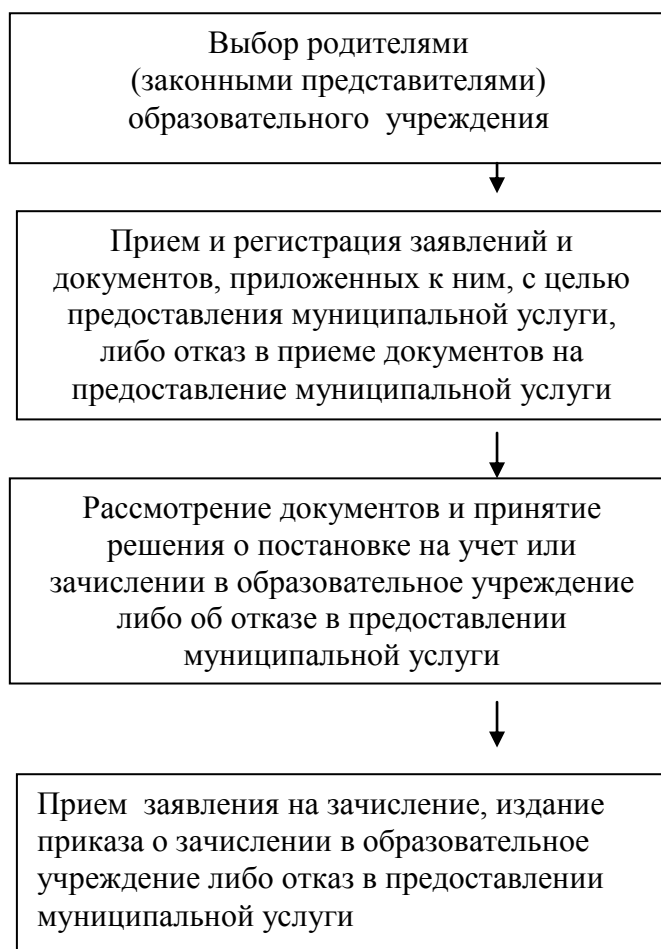 Выбор родителями
(законными представителями)
образовательного  учреждения
Прием и регистрация заявлений и
документов, приложенных к ним, с целью
предоставления муниципальной услуги,
либо отказ в приеме документов на
предоставление муниципальной услуги
Рассмотрение документов и принятие
решения о постановке на учет или
зачислении в образовательное учреждение
либо об отказе в предоставлении
муниципальной услуги
Прием  заявления на зачисление, издание
приказа о зачислении в образовательное
учреждение либо отказ в предоставлении
муниципальной услуги